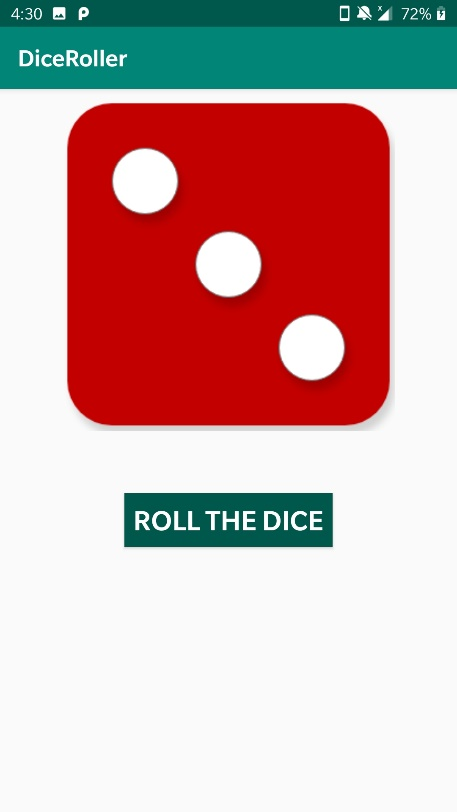 4:30
72%
DiceRoller
ROLL THE DICE